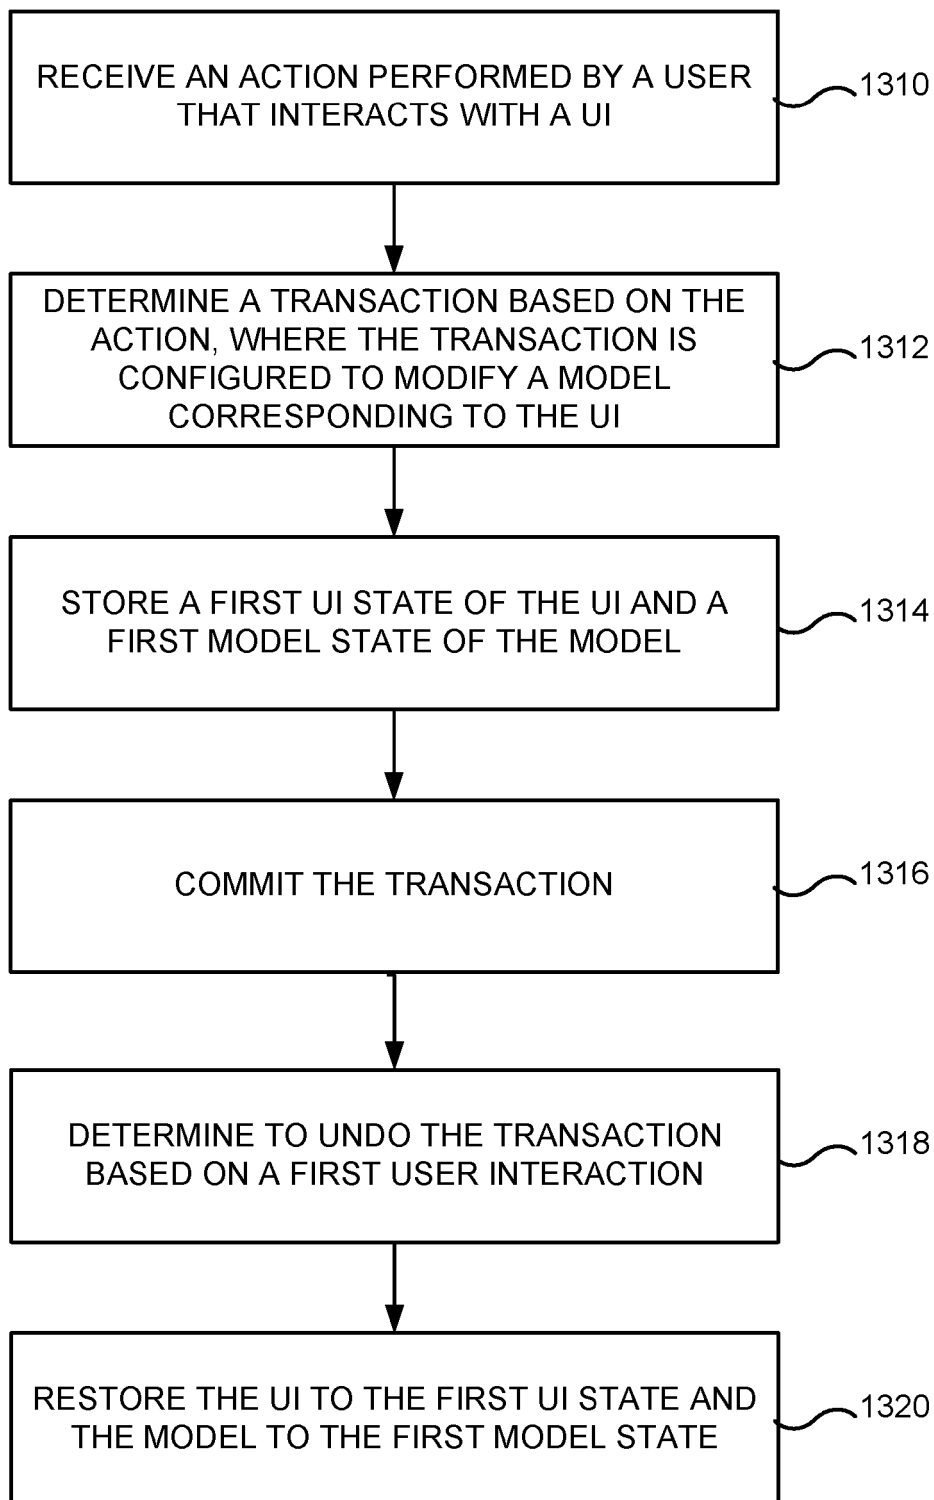 RECEIVE AN ACTION PERFORMED BY A USER
THAT INTERACTS WITH A UI
1310
DETERMINE A TRANSACTION BASED ON THE
ACTION, WHERE THE TRANSACTION IS
CONFIGURED TO MODIFY A MODEL
CORRESPONDING TO THE UI
1312
STORE A FIRST UI STATE OF THE UI AND A
FIRST MODEL STATE OF THE MODEL
1314
COMMIT THE TRANSACTION
1316
DETERMINE TO UNDO THE TRANSACTION
BASED ON A FIRST USER INTERACTION
1318
RESTORE THE UI TO THE FIRST UI STATE AND
THE MODEL TO THE FIRST MODEL STATE
1320